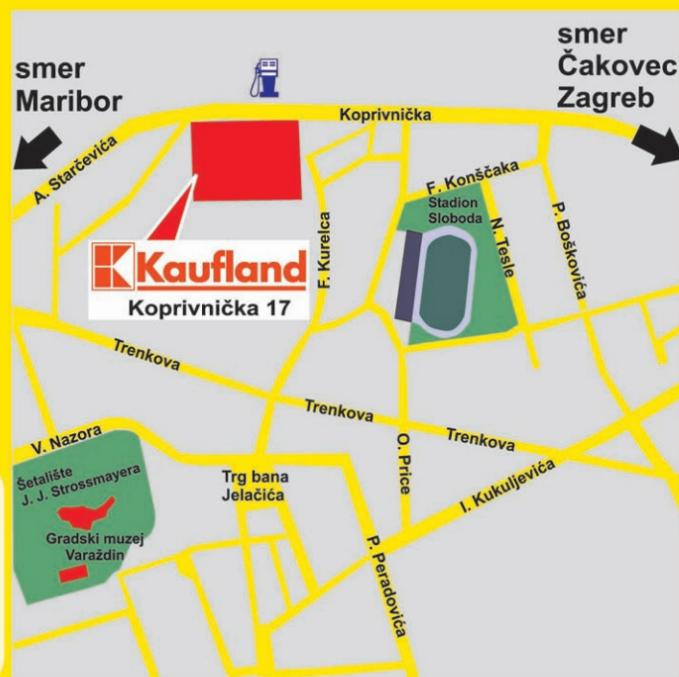 smer
Maribor
smer
Čakovec
Zagreb
Koprivnička
A. Starčevića
F. Konščaka
Stadion
Sloboda
N. Tesle
P. Boškovića
F. Kurelca
K Kaufland
Koprivnička 17
Trenkova
Trenkova
Trenkova
V. Nazora
O. Price
I. Kukuljevića
Šetalište
J. J. Strossmayera
Trg bana
Jelačića
Gradski muzej
Varaždin
P. Peradovića